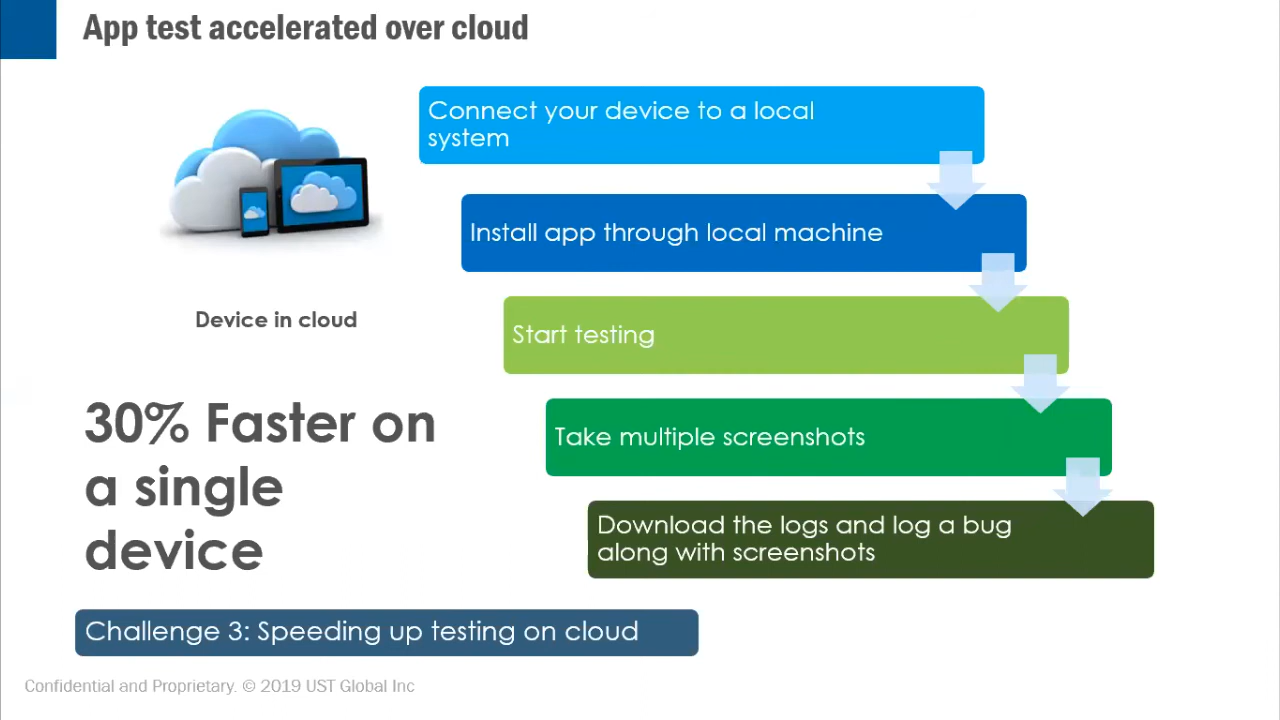 App test accelerated over cloud
Connect your device to a local
system
Install app through local machine
Start testing
Take multiple screenshots
Download the logs and log a bug
along with screenshots
Device in cloud
30% Faster on
a single
device
Challenge 3: Speeding up testing on cloud
Confidential and Proprietary. © 2019 UST Global Inc